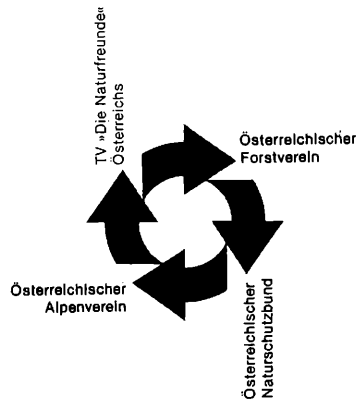 TV »Die Naturfreunde«
Österreichs
Österreichischer
Forstverein
Österreichischer
Alpenverein
Österreichischer
Naturschutzbund